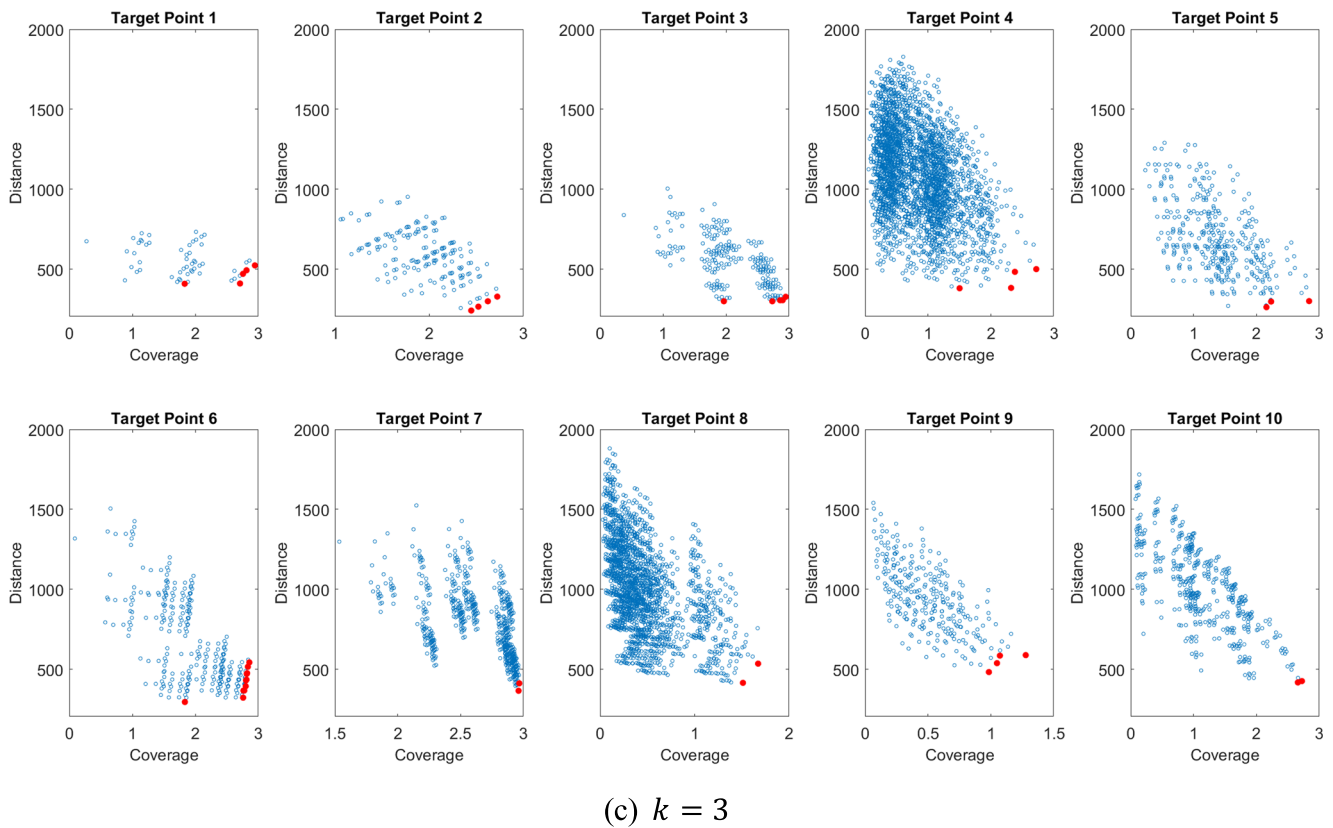 Target Point 1
2000
1500
1000
500
0 1 2 3
Distance
Coverage
Target Point 2
2000
1500
1000
500
1 2 3
Distance
Coverage
Target Point 3
2000
1500
1000
500
0 1 2 3
Distance
Coverage
Target Point 4
2000
1500
1000
500
0 1 2 3
Distance
Coverage
Target Point 5
2000
1500
1000
500
0 1 2 3
Distance
Coverage
Target Point 6
2000
1500
1000
500
0 1 2 3
Distance
Coverage
Target Point 7
2000
1500
1000
500
1.5 2 2.5 3
Distance
Coverage
Target Point 8
2000
1500
1000
500
0 1 2
Distance
Coverage
Target Point 9
2000
1500
1000
500
0 0.5 1 1.5
Distance
Coverage
Target Point 10
2000
1500
1000
500
0 1 2 3
Distance
Coverage
(c) k = 3